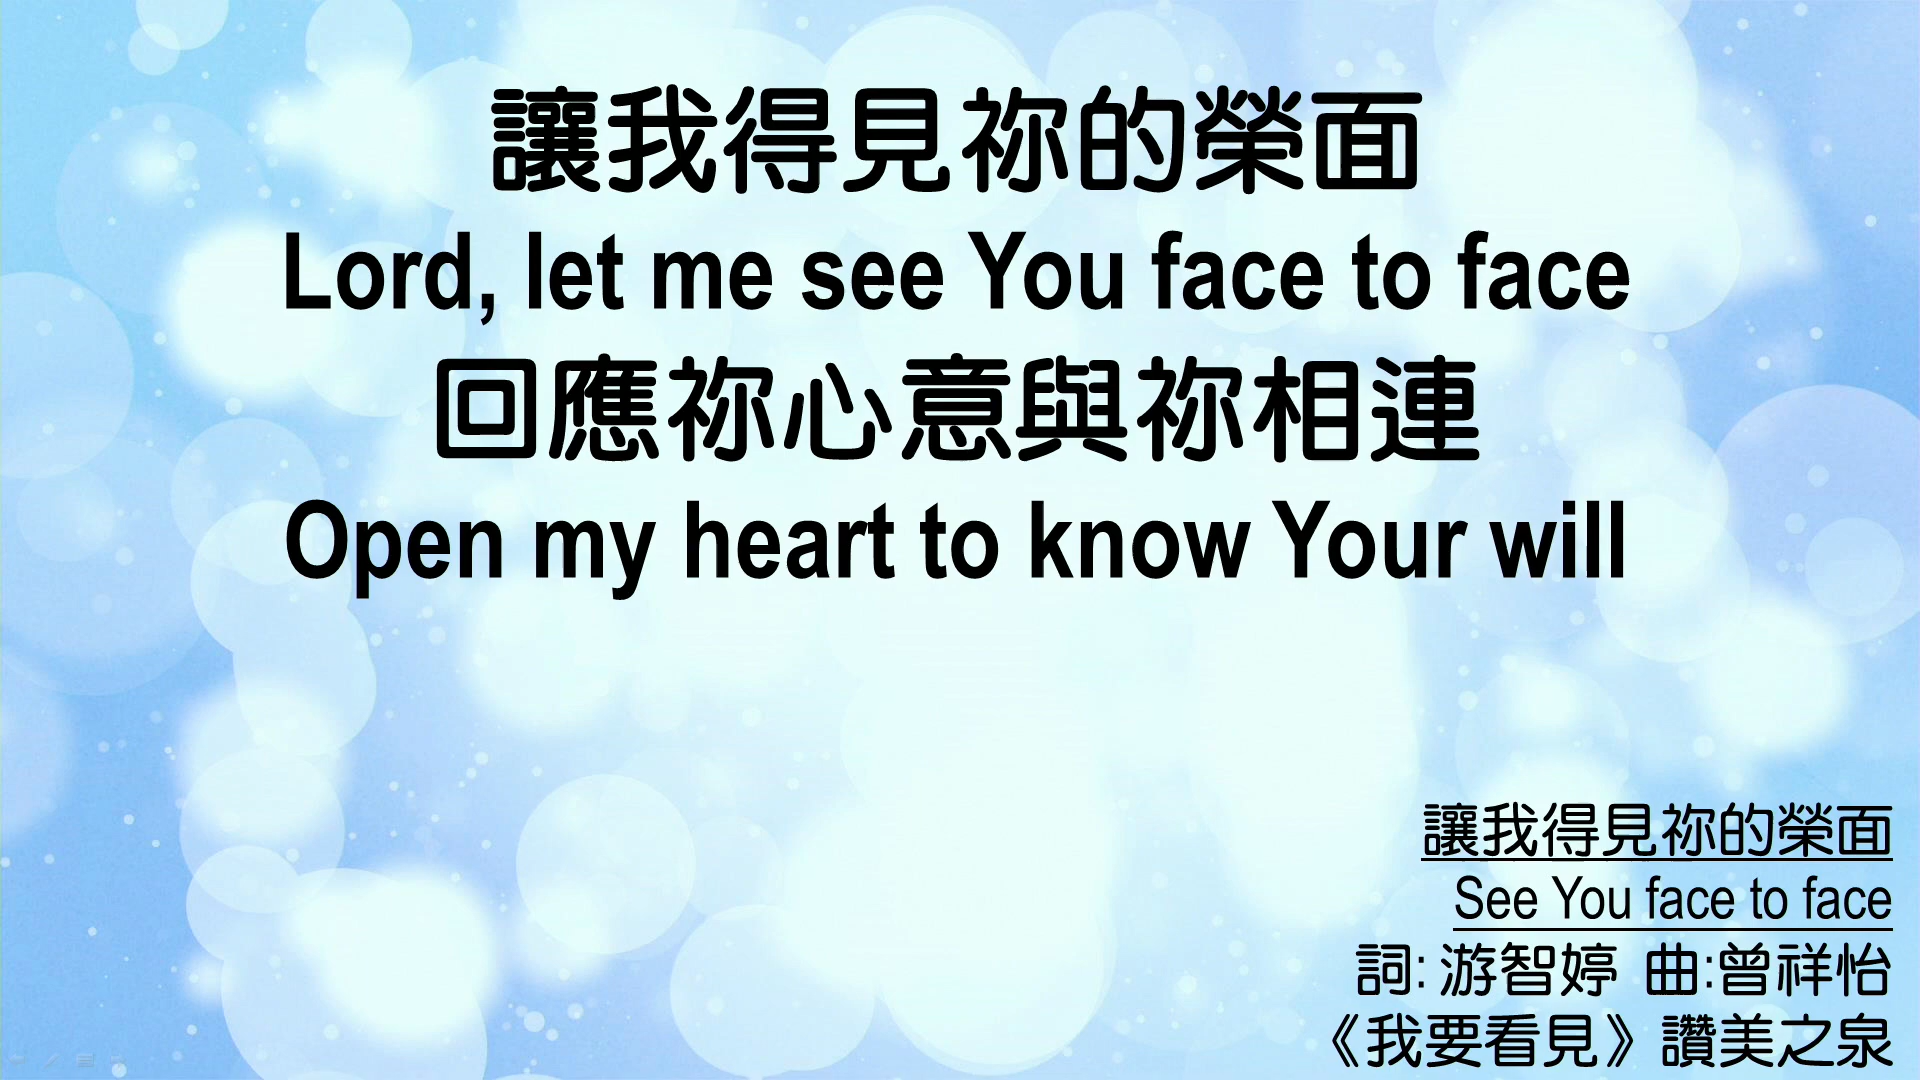 讓我得見祢的榮面
Lord, let me see You face to face
回應祢心意與祢相連
Open my heart to know Your will
讓我得見祢的榮面
See You face to face
詞: 游智婷 曲:曾祥怡
《我要看見》讚美之泉